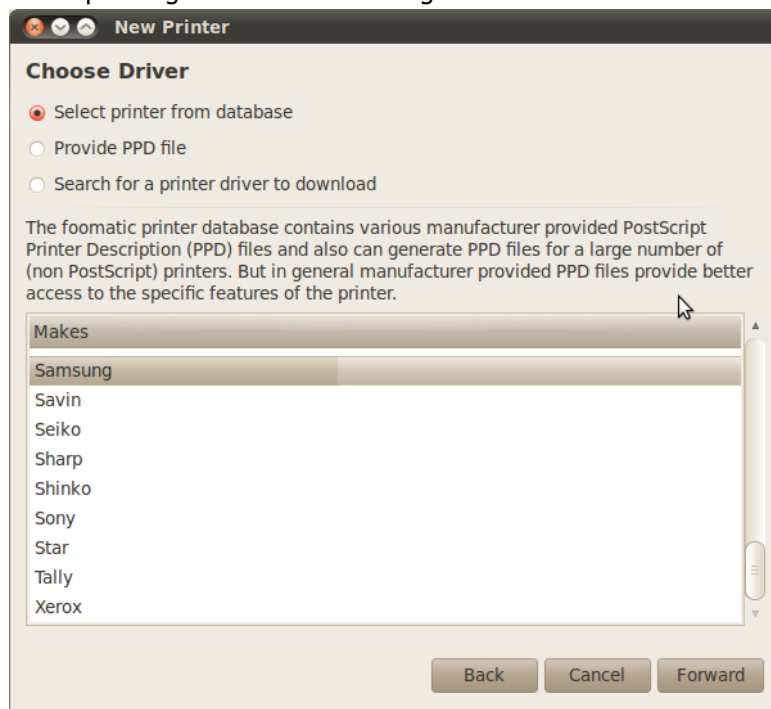 New Printer
Choose Driver
Select printer from database
Provide PPD file
Search for a printer driver to download
The foomatic printer database contains various manufacturer provided PostScript
Printer Description (PPD) files and also can generate PPD files for a large number of
(non PostScript) printers. But in general manufacturer provided PPD files provide better
access to the specific features of the printer.
Makes
Samsung
Savin
Seiko
Sharp
Shinko
Sony
Star
Tally
Xerox
Back Cancel Forward